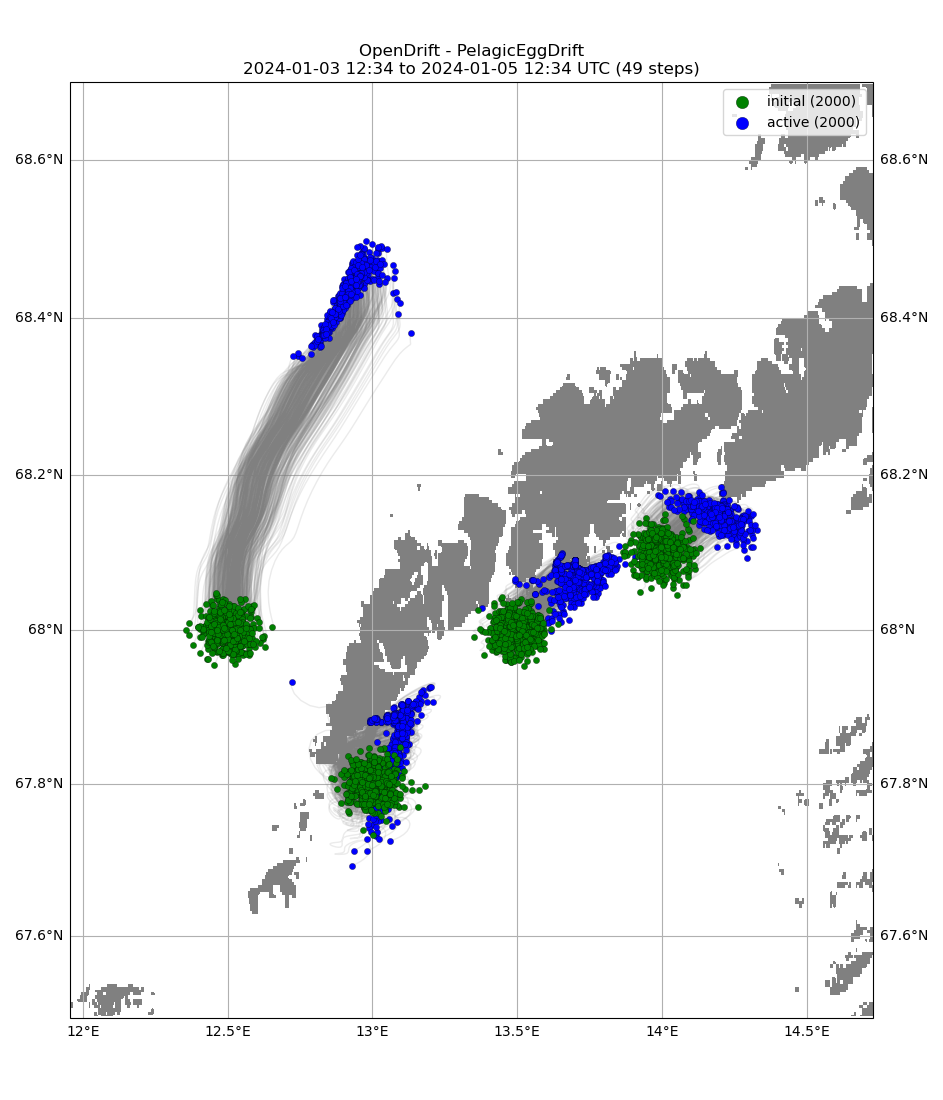 OpenDrift - PelagicEggDrift
2024-01-03 12:34 to 2024-01-05 12:34 UTC (49 steps)
initial (2000)
active (2000)
68.6°N 68.6°N
68.4°N 68.4°N
68.2°N 68.2°N
68°N 68°N
67.8°N 67.8°N
67.6°N 67.6°N
12°E 12.5°E 13°E 13.5°E 14°E 14.5°E